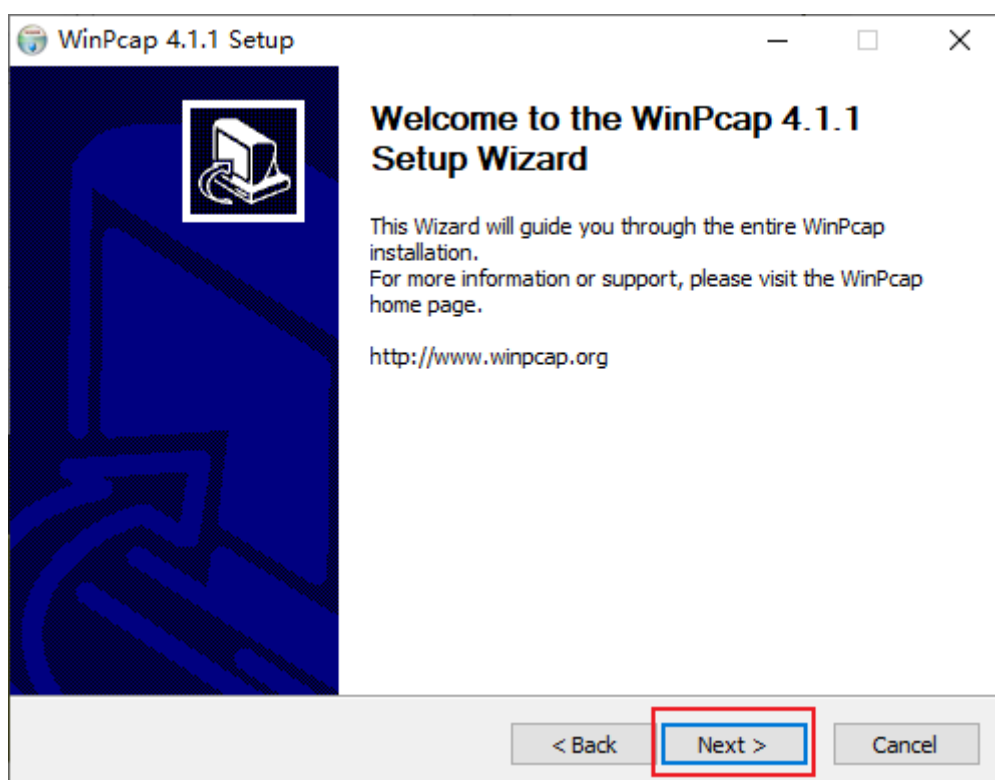 WinPcap 4.1.1 Setup
Welcome to the WinPcap 4.1.1
Setup Wizard
This Wizard will guide you through the entire WinPcap
installation.
For more information or support, please visit the WinPcap
home page.
http://www.winpcap.org
< Back
Next >
Cancel